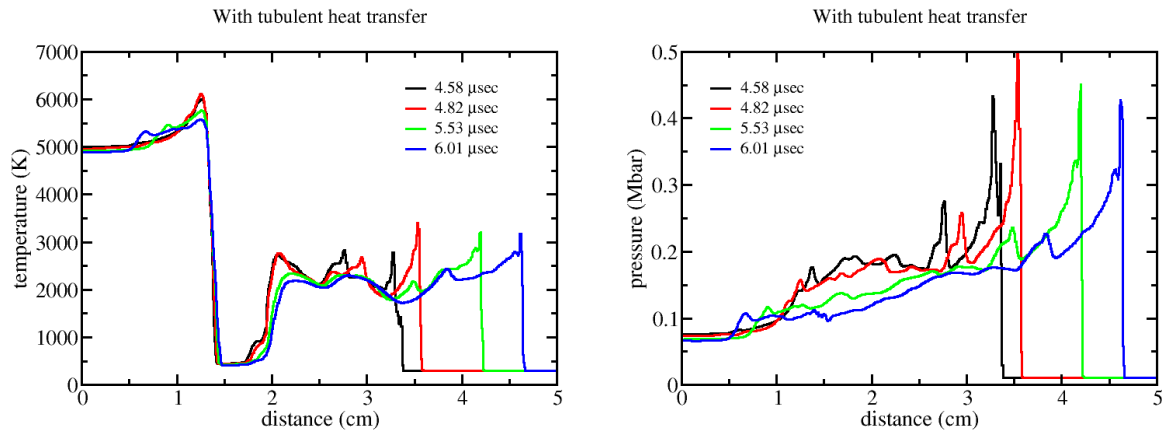 With tubulent heat transfer
7000
6000
5000
4000
3000
2000
1000
0
temperature (K)
0
1
2
3
4
5
distance (cm)
4.58 µsec
4.82 µsec
5.53 µsec
6.01 µsec
With tubulent heat transfer
0.5
0.4
0.3
0.2
0.1
0
pressure (Mbar)
0
1
2
3
4
5
distance (cm)
4.58 µsec
4.82 µsec
5.53 µsec
6.01 µsec